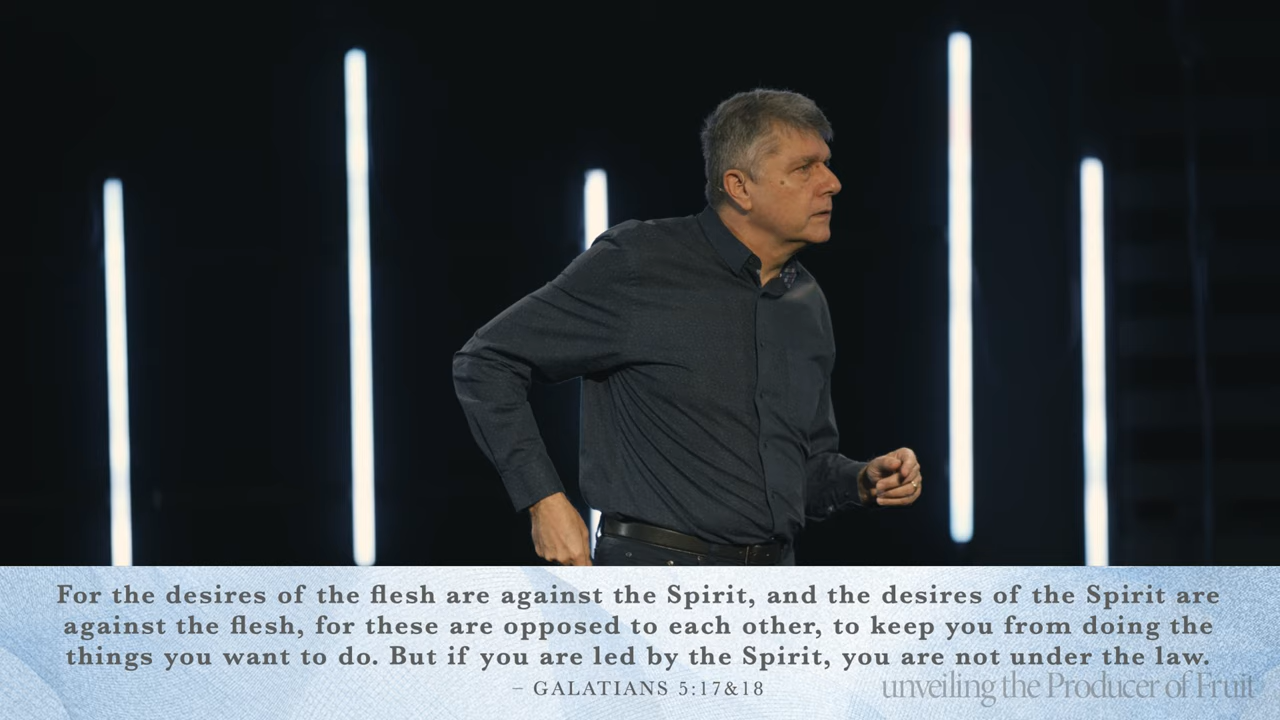 For the desires of the flesh are against the Spirit, and the desires of the Spirit are
against the flesh, for these are opposed to each other, to keep you from doing the
things you want to do. But if you are led by the Spirit, you are not under the law.
– GALATIANS 5:17&18
unveiling the Producer of Fruit